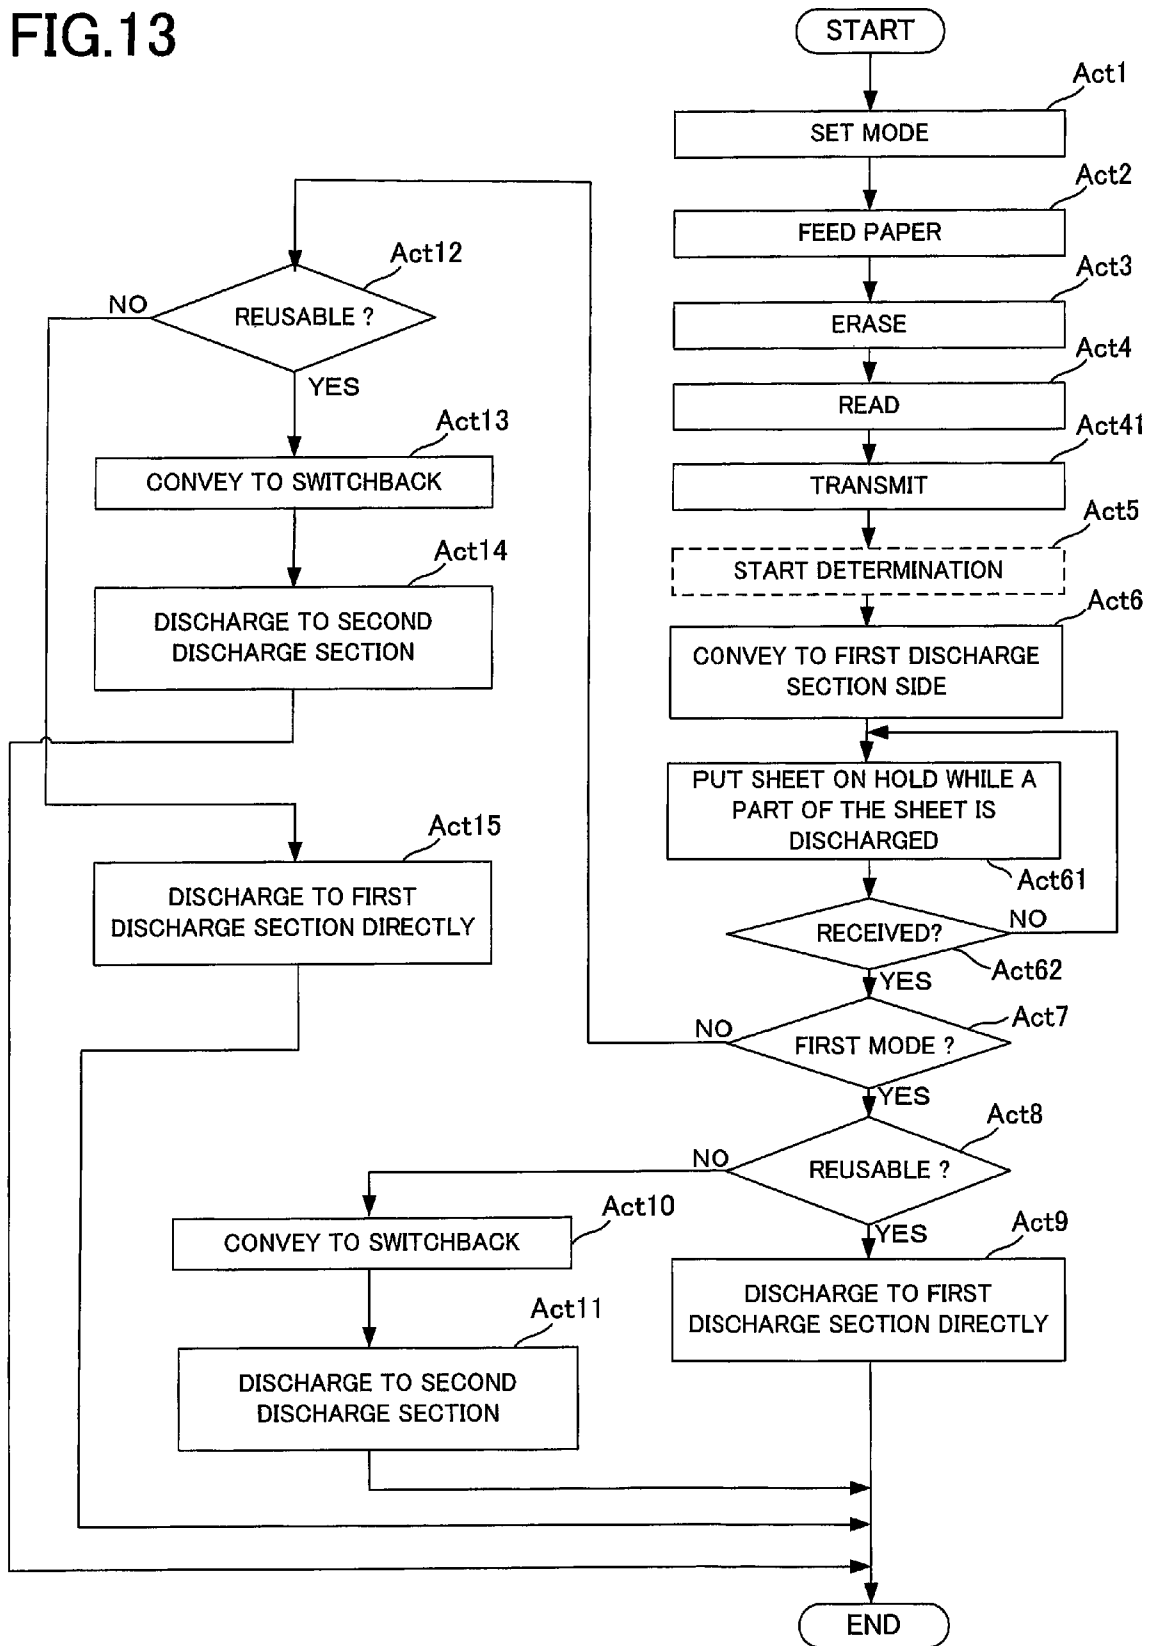 FIG.13
START
Act1
SET MODE
Act2
FEED PAPER
Act3
ERASE
Act4
READ
Act41
TRANSMIT
Act5
START DETERMINATION
Act6
CONVEY TO FIRST DISCHARGE
SECTION SIDE
PUT SHEET ON HOLD WHILE A
PART OF THE SHEET IS
DISCHARGED
Act61
RECEIVED?
NO
Act62
YES
Act7
FIRST MODE ?
NO
YES
Act8
REUSABLE ?
NO
YES
Act9
DISCHARGE TO FIRST
DISCHARGE SECTION DIRECTLY
Act10
CONVEY TO SWITCHBACK
Act11
DISCHARGE TO SECOND
DISCHARGE SECTION
Act12
REUSABLE ?
NO
YES
Act13
CONVEY TO SWITCHBACK
Act14
DISCHARGE TO SECOND
DISCHARGE SECTION
Act15
DISCHARGE TO FIRST
DISCHARGE SECTION DIRECTLY
END